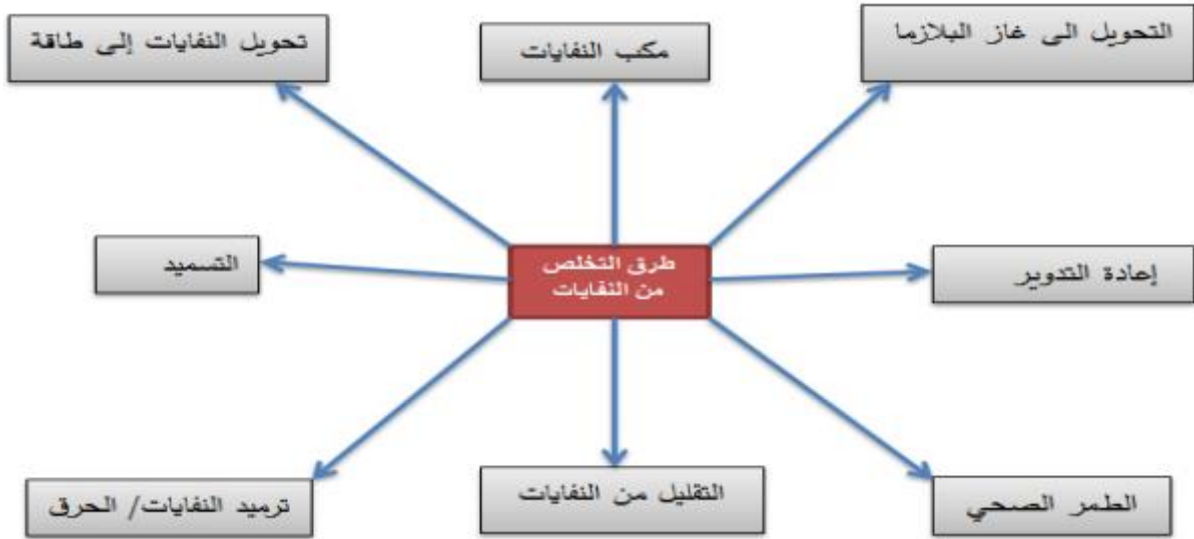 التحويل الى غاز البلازما
مكب النفايات
تحويل النفايات إلى طاقة
إعادة التدوير
طرق التخلص
من النفايات
التسميد
الطمر الصحي
التقليل من النفايات
ترميد النفايات/ الحرق